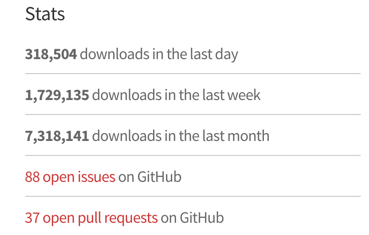 Stats
318,504 downloads in the last day
1,729,135 downloads in the last week
7,318,141 downloads in the last month
88 open issues on GitHub
37 open pull requests on GitHub